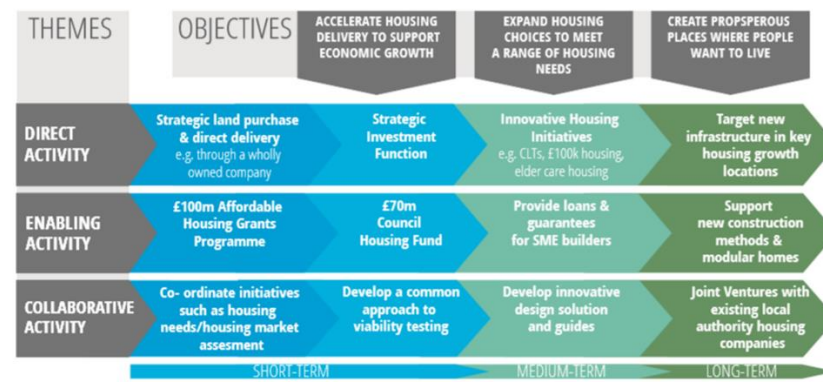 THEMES
OBJECTIVES
ACCELERATE HOUSING
DELIVERY TO SUPPORT
ECONOMIC GROWTH
EXPAND HOUSING
CHOICES TO MEET
A RANGE OF HOUSING
NEEDS
CREATE PROPSPEROUS
PLACES WHERE PEOPLE
WANT TO LIVE
DIRECT
ACTIVITY
Strategic land purchase
& direct delivery
e.g. through a wholly
owned company
Strategic
Investment
Function
Innovative Housing
Initiatives
e.g. CLTs, £100k housing,
elder care housing
Target new
infrastructure in key
housing growth
locations
ENABLING
ACTIVITY
£100m Affordable
Housing Grants
Programme
£70m
Council
Housing Fund
Provide loans &
guarantees
for SME builders
Support
new construction
methods &
modular homes
COLLABORATIVE
ACTIVITY
Co- ordinate initiatives
such as housing
needs/housing market
assesment
Develop a common
approach to
viability testing
Develop innovative
design solution
and guides
Joint Ventures with
existing local
authority housing
companies
SHORT-TERM
MEDIUM-TERM
LONG-TERM